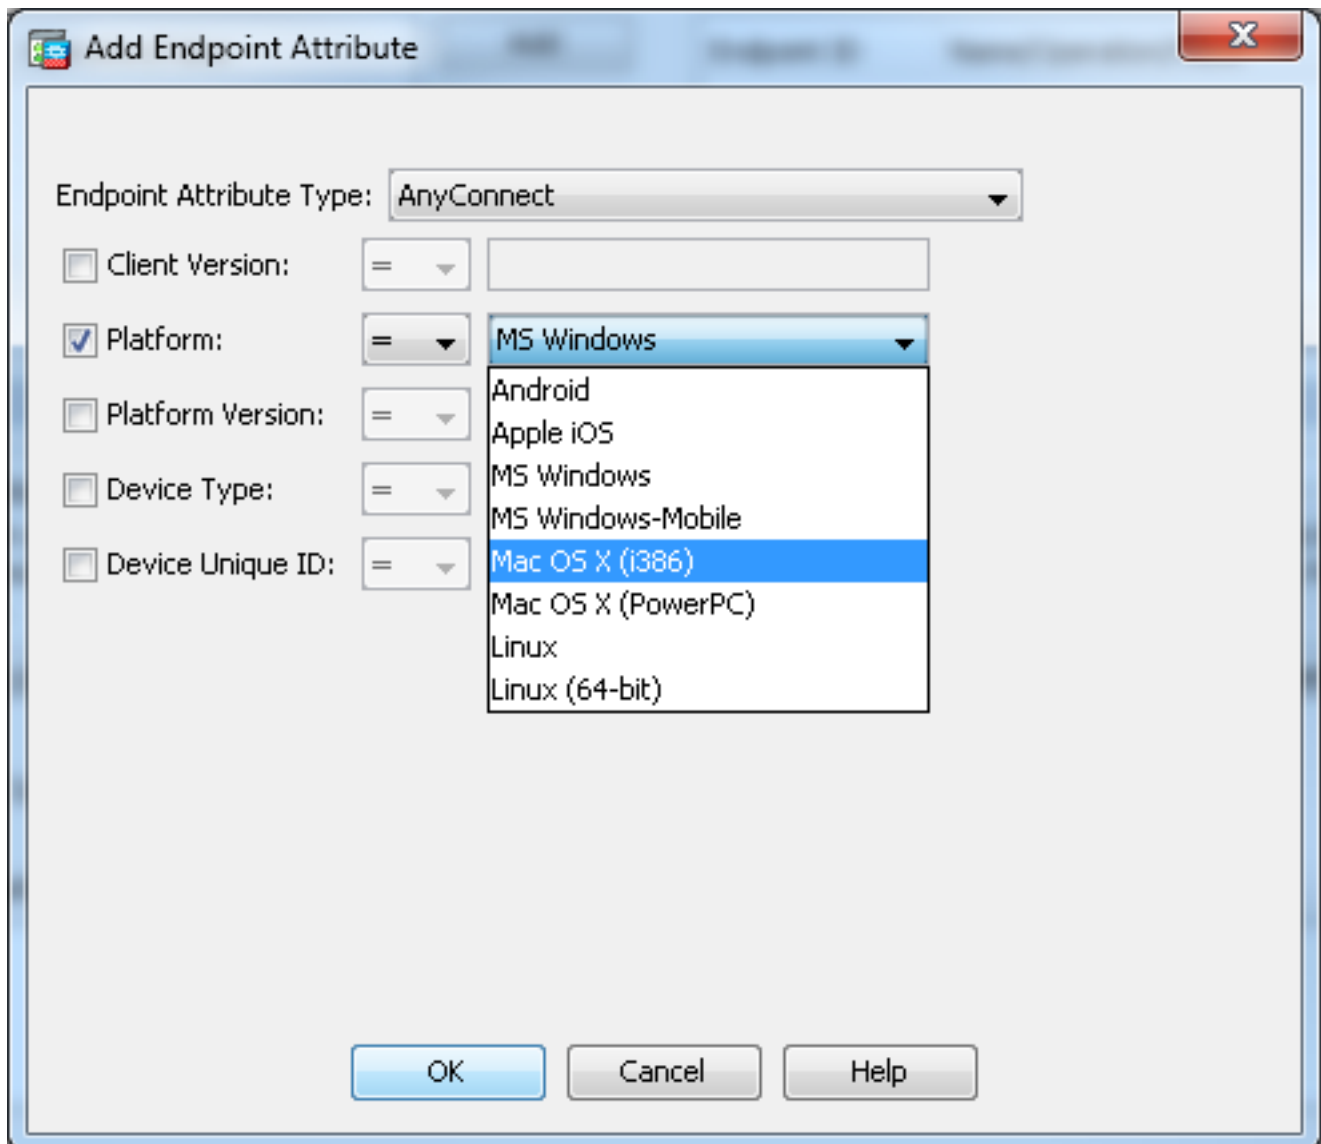 Add Endpoint Attribute
Endpoint Attribute Type: AnyConnect
Client Version: =
Platform: = MS Windows
Android
Platform Version: =
Apple iOS
MS Windows
Device Type: =
MS Windows-Mobile
Device Unique ID: =
Mac OS X (i386)
Mac OS X (PowerPC)
Linux
Linux (64-bit)
OK Cancel Help